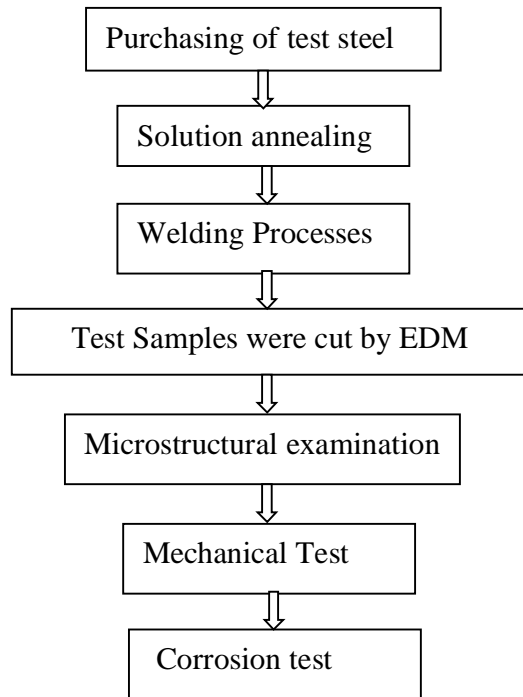 Purchasing of test steel
Solution annealing
Welding Processes
Test Samples were cut by EDM
Microstructural examination
Mechanical Test
Corrosion test